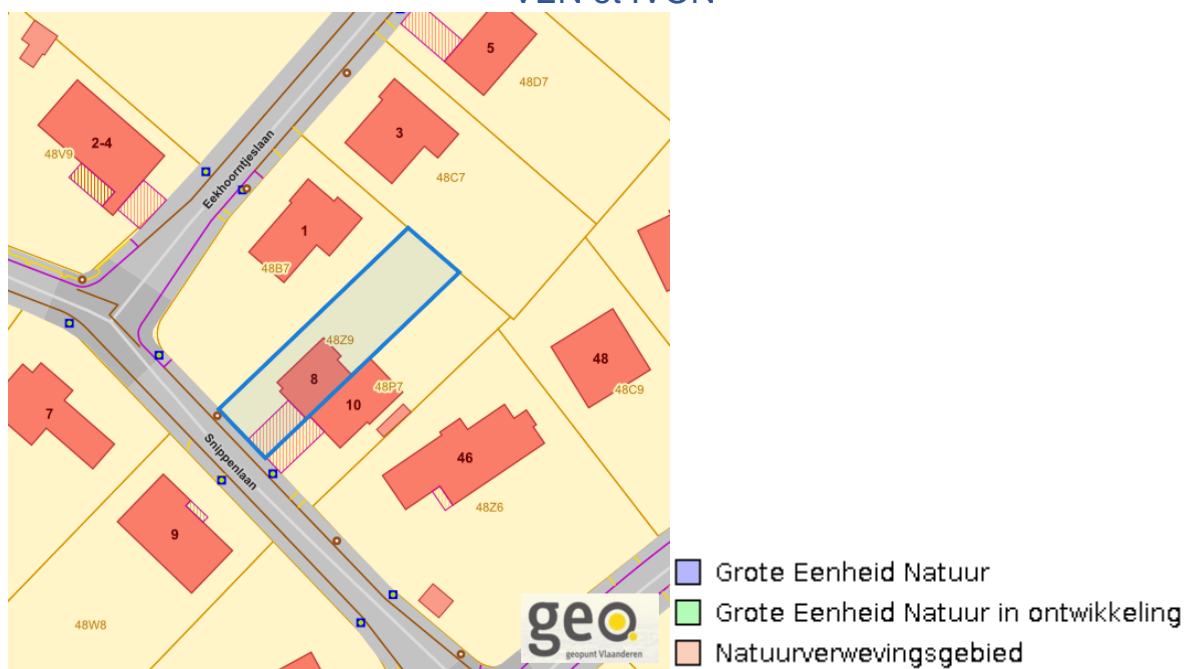 5
48D7
2-4
3
48V9
Eekhoorntjeslaan
48C7
1
48B7
48Z9
8
48P7
10
48
48C9
7
Snippenlaan
46
48Z6
9
48W8
geo
geopunt Vlaanderen
Grote Eenheid Natuur
Grote Eenheid Natuur in ontwikkeling
Natuurverwevingsgebied